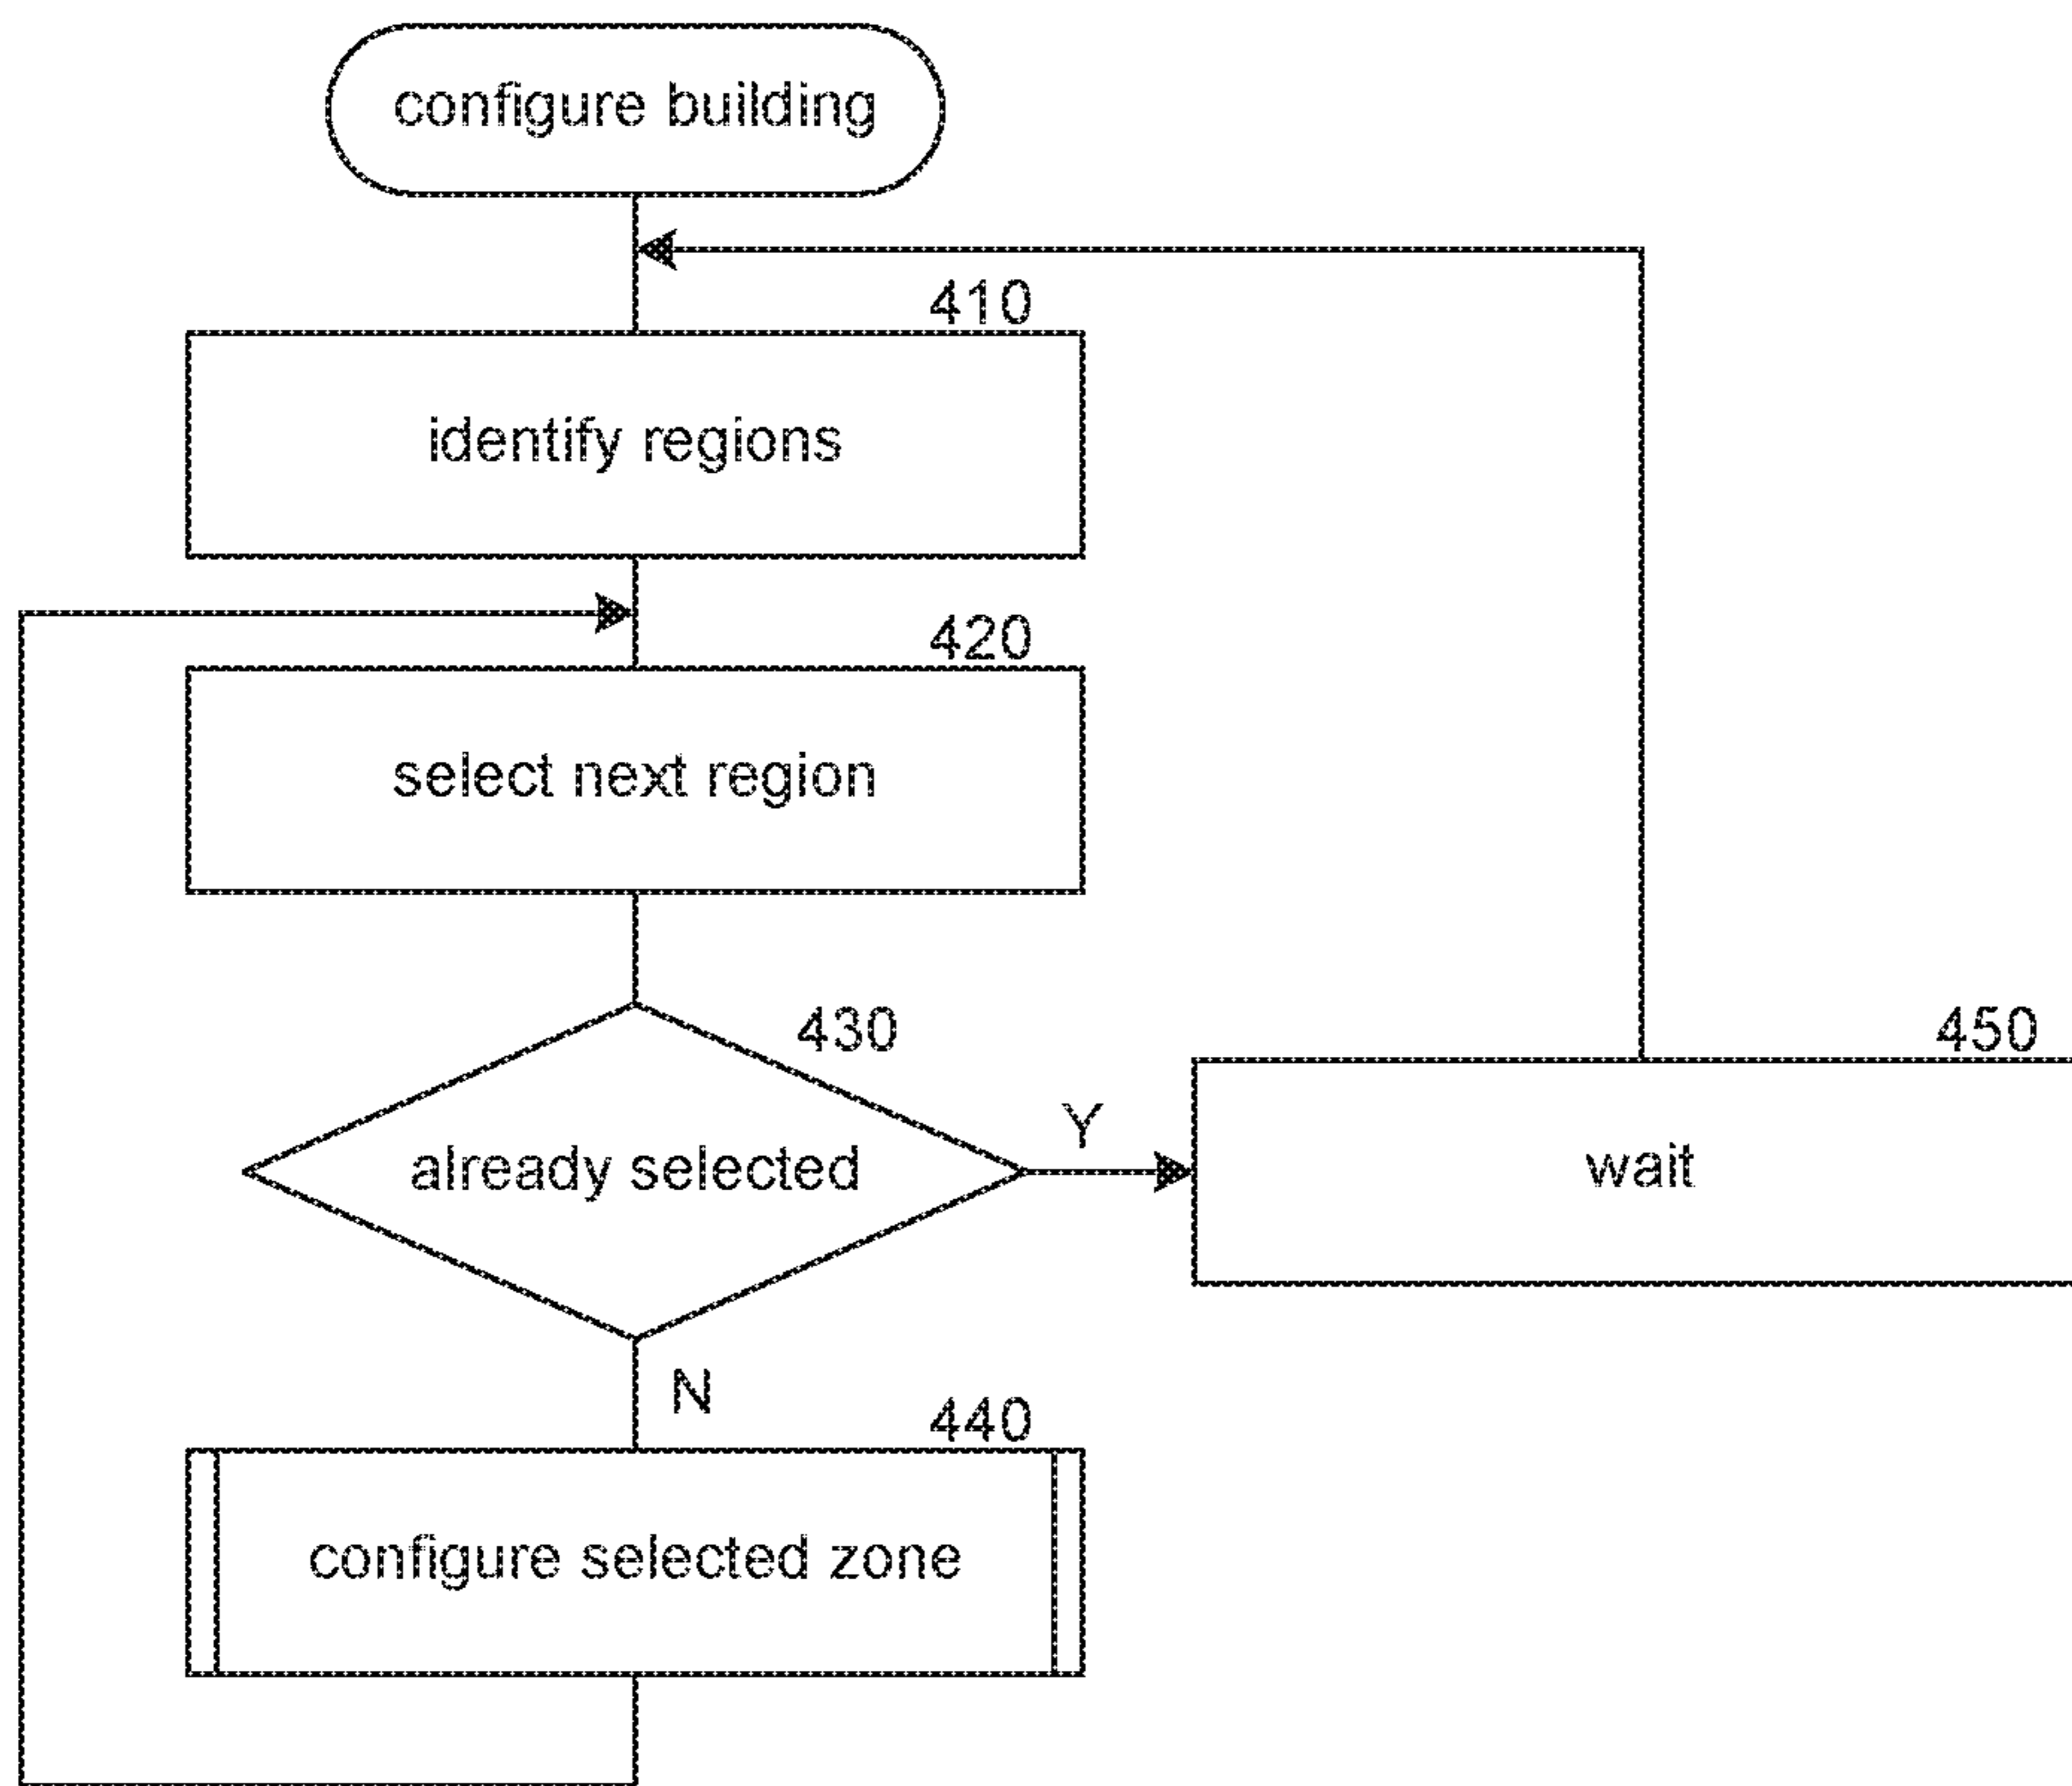 configure building
410
identify regions
420
select next region
430
already selected
Y
450
wait
N
440
configure selected zone